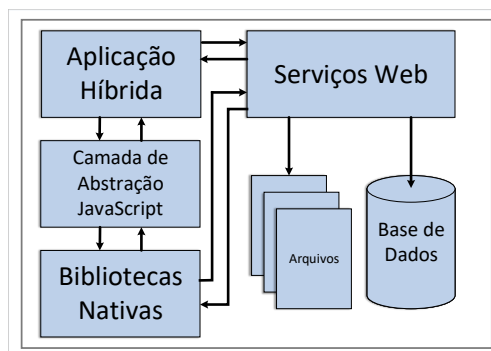 Aplicação
Híbrida
Serviços Web
Camada de
Abstração
JavaScript
Arquivos
Base de
Dados
Bibliotecas
Nativas